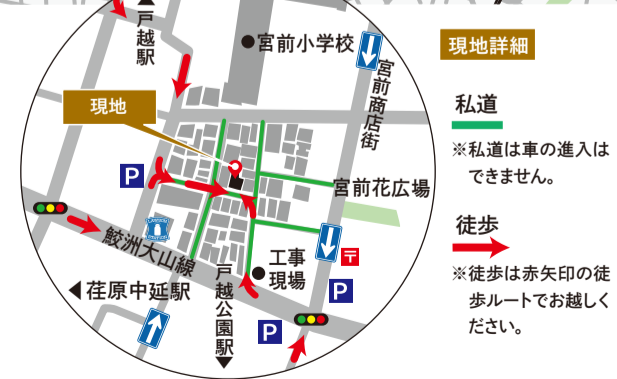 戸越駅
宮前小学校
宮前商店街
現地
P
宮前花広場
LAWSON
鮫洲大山線
工事
現場
〒
P
荏原中延駅
戸越公園駅
P
現地詳細
私道
※私道は車の進入は
できません。
徒歩
※徒歩は赤矢印の徒
歩ルートでお越しく
ださい。